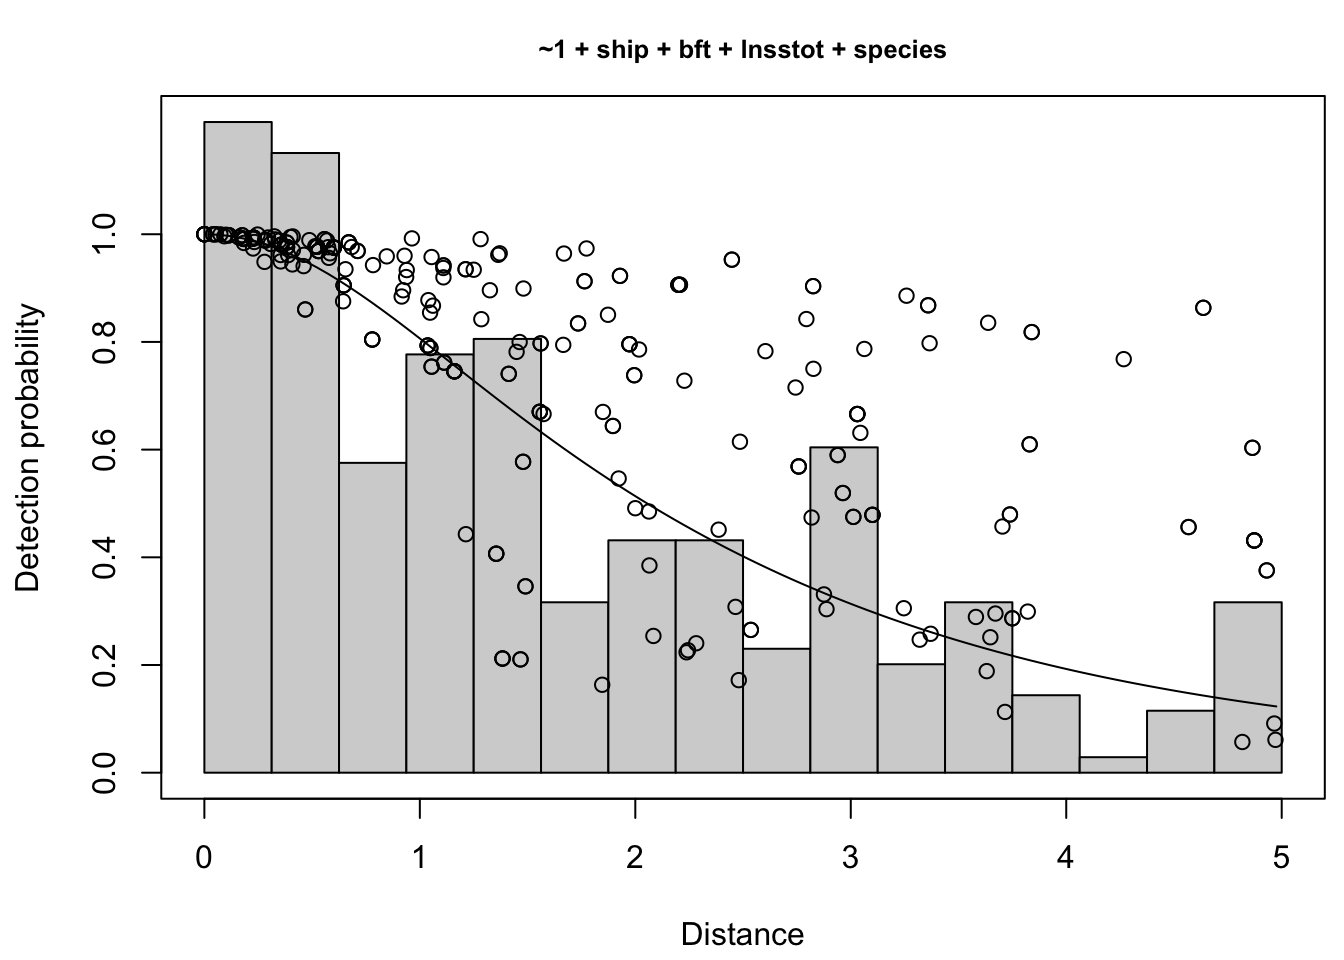 ~1 + ship + bft + lnsstot + species
Detection probability
1.0
0.8
0.6
0.4
0.2
0.0
0 1 2 3 4 5
Distance